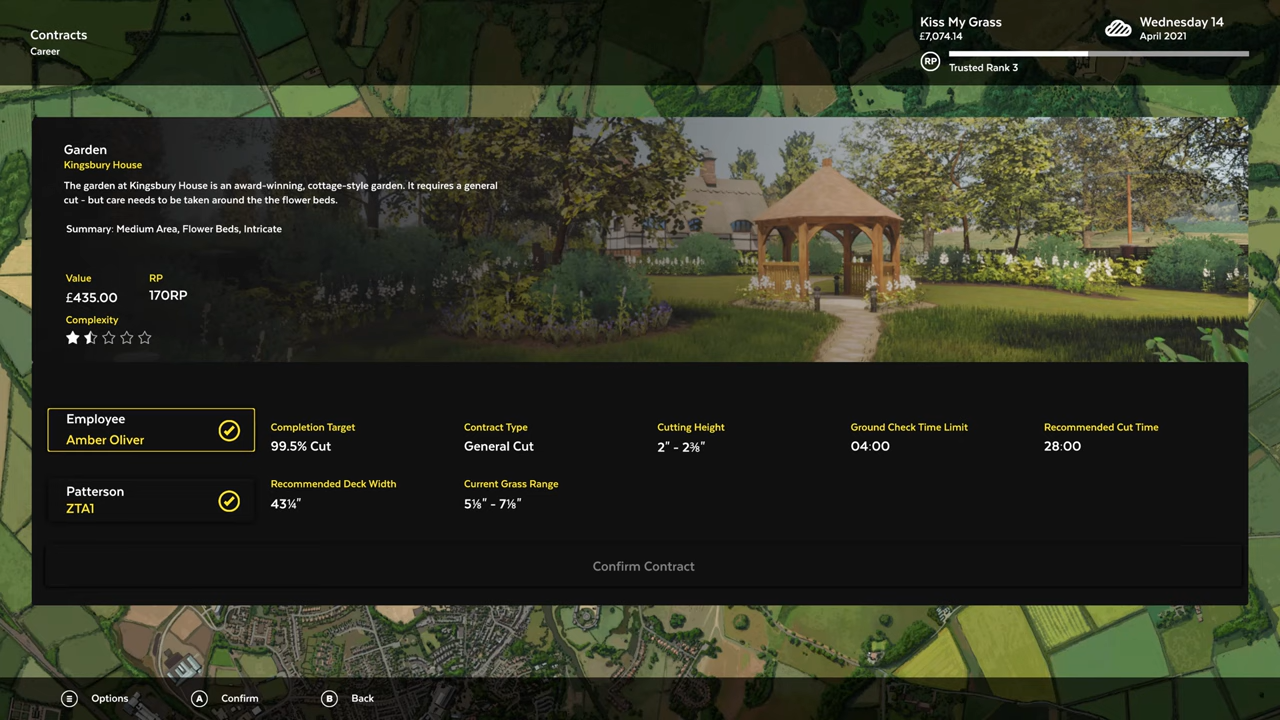 Contracts
Career
Kiss My Grass
£7,074.14
Wednesday 14
April 2021
RP
Trusted Rank 3
Garden
Kingsbury House
The garden at Kingsbury House is an award-winning, cottage-style garden. It requires a general
cut - but care needs to be taken around the the flower beds.
Summary: Medium Area, Flower Beds, Intricate
Value
£435.00
RP
170RP
Complexity
Employee
Amber Oliver
Completion Target
99.5% Cut
Contract Type
General Cut
Cutting Height
2" - 2⅜"
Ground Check Time Limit
04:00
Recommended Cut Time
28:00
Patterson
ZTA1
Recommended Deck Width
43¼"
Current Grass Range
5⅛" - 7⅛"
Confirm Contract
Options
A Confirm
B Back